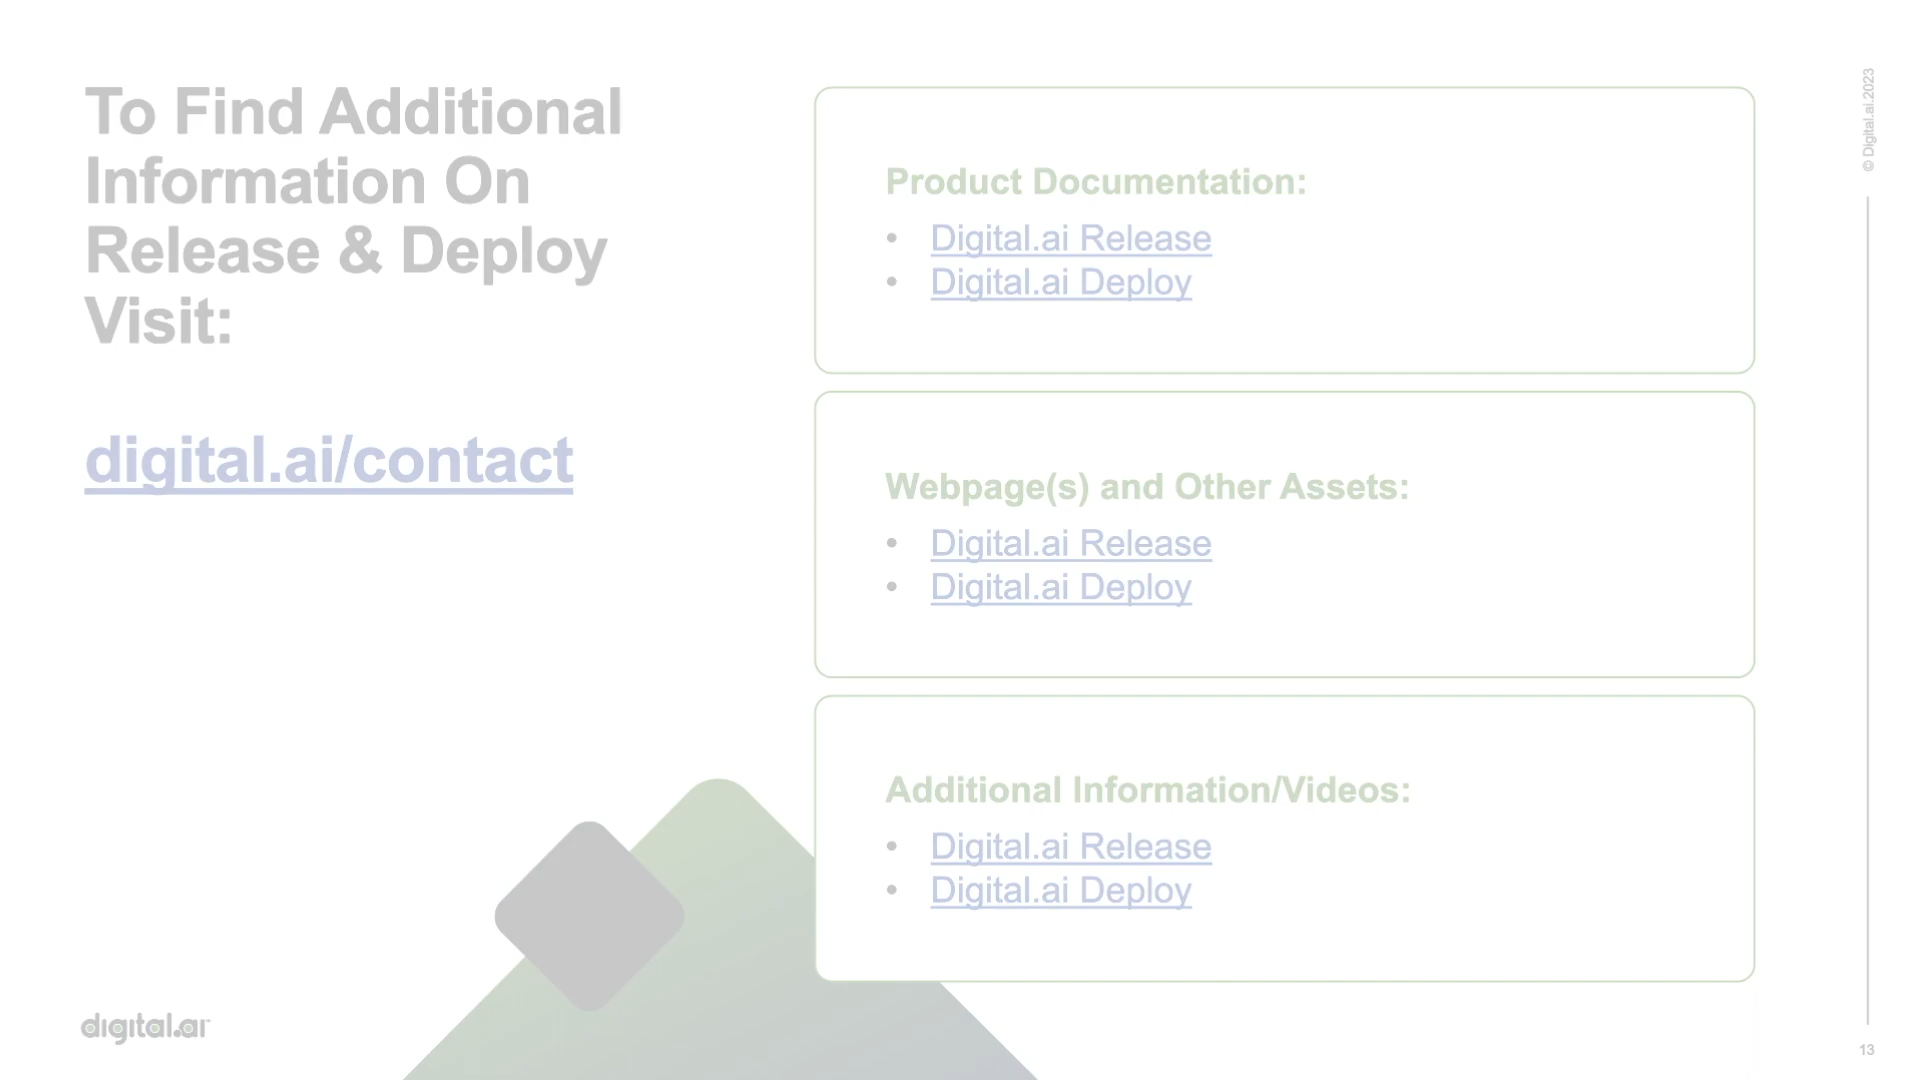 To Find Additional
Information On
Release & Deploy
Visit:
digital.ai/contact
Product Documentation:
• Digital.ai Release
• Digital.ai Deploy
Webpage(s) and Other Assets:
• Digital.ai Release
• Digital.ai Deploy
Additional Information/Videos:
• Digital.ai Release
• Digital.ai Deploy
© Digital.ai.2023
digital.ai
13